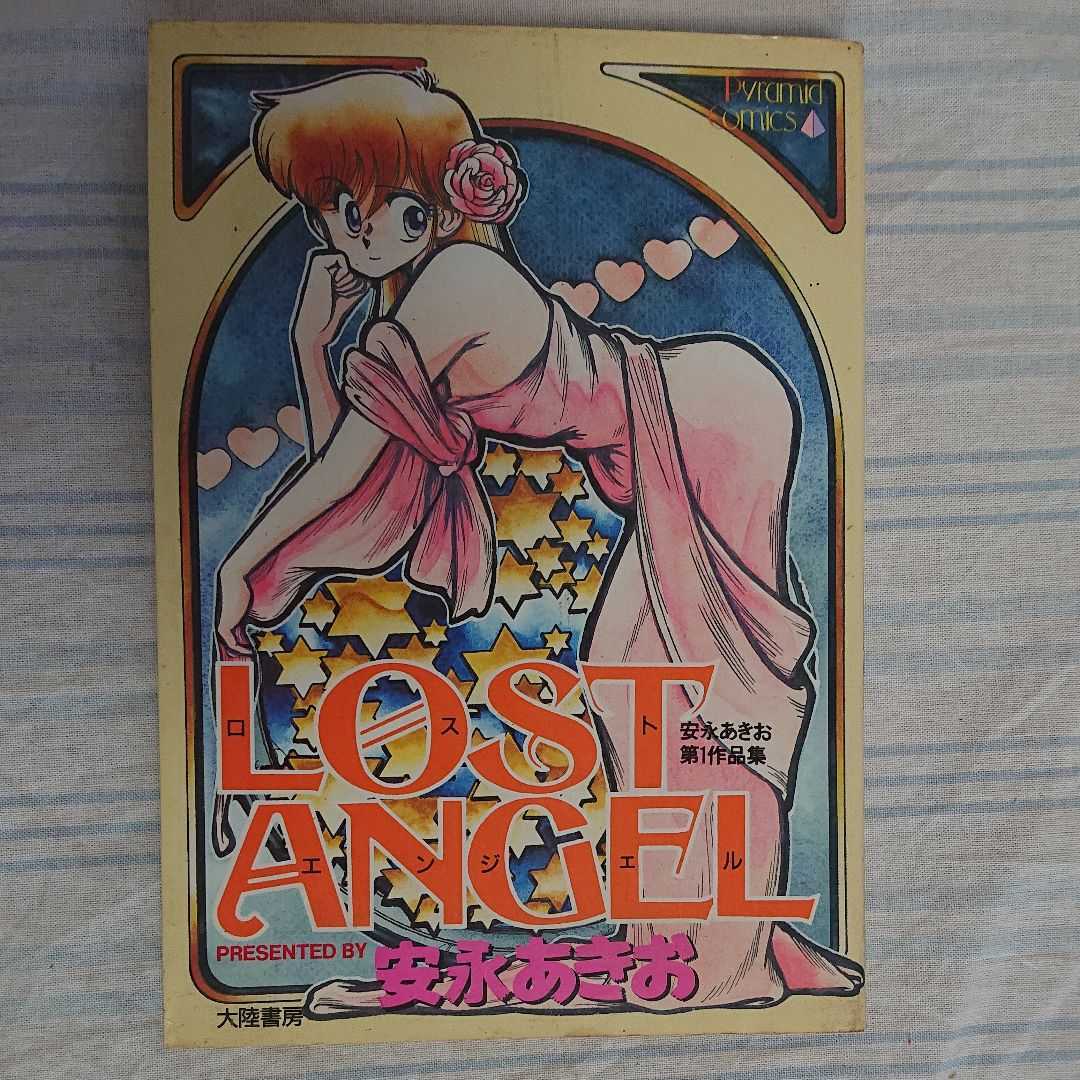 Pyramid
Comics
LOST
ロスト
安永あきお
第1作品集
ANGEL
エンジェル
PRESENTED BY 安永あきお
大陸書房